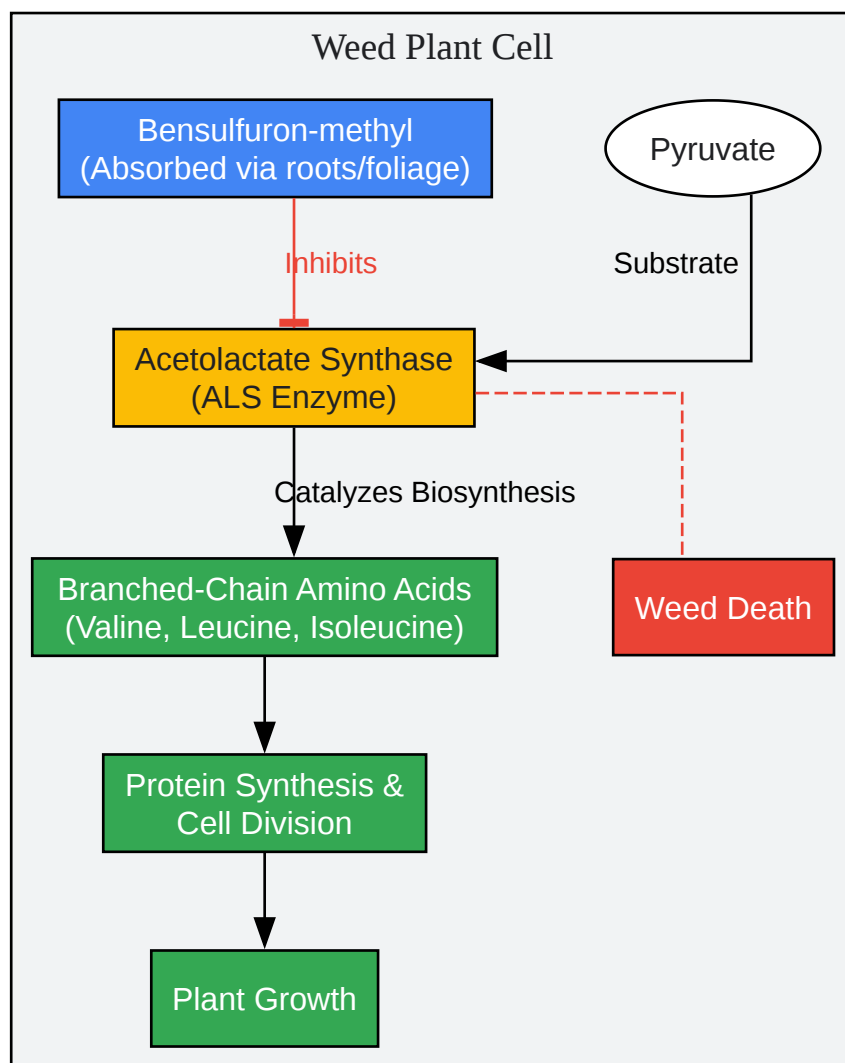 Weed Plant Cell
Bensulfuron-methyl
(Absorbed via roots/foliage)
Pyruvate
Inhibits
Substrate
Acetolactate Synthase
(ALS Enzyme)
Catalyzes Biosynthesis
Branched-Chain Amino Acids
(Valine, Leucine, Isoleucine)
Weed Death
Protein Synthesis &
Cell Division
Plant Growth